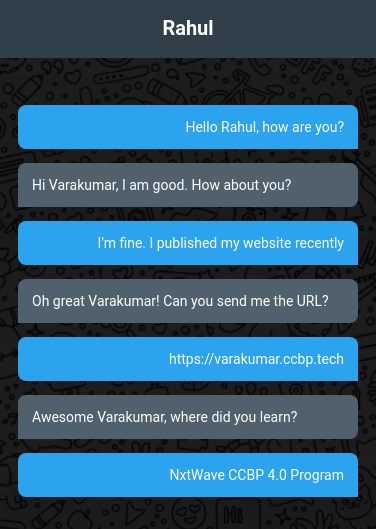 Rahul
Hello Rahul, how are you?
Hi Varakumar, I am good. How about you?
I'm fine. I published my website recently
Oh great Varakumar! Can you send me the URL?
https://varakumar.ccbp.tech
Awesome Varakumar, where did you learn?
NxtWave CCBP 4.0 Program
Hi